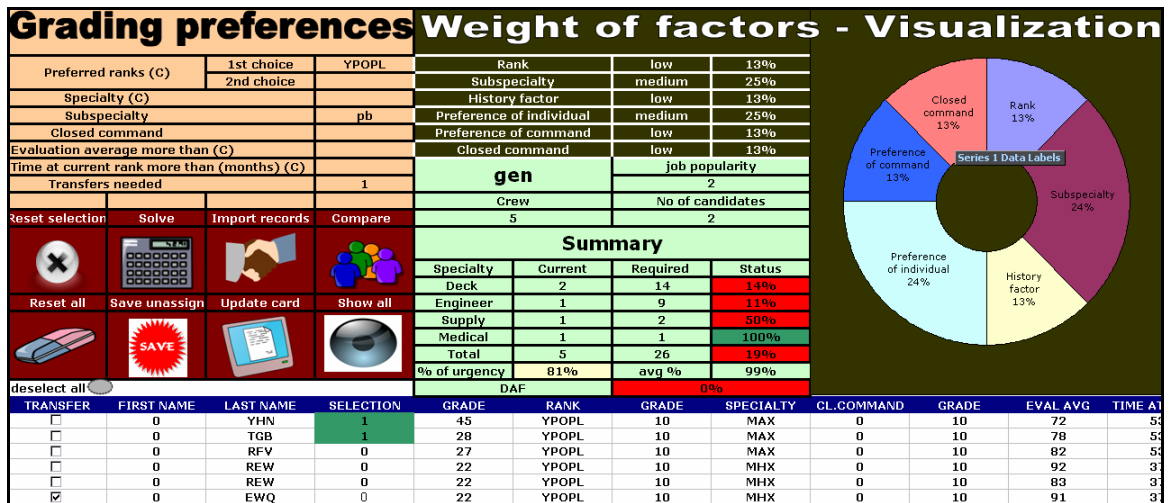 Grading preferences Weight of factors - Visualization
Preferred ranks (C) 1st choice YPOPL Rank low 13%
2nd choice Subspecialty medium 25%
Specialty (C) History factor low 13%
Subspecialty pb Preference of individual medium 25%
Closed command Preference of command low 13%
Evaluation average more than (C) Closed command low 13%
Time at current rank more than (months) (C) gen job popularity
Transfers needed 1 2
Crew No of candidates
Reset selection Solve Import records Compare 5 2
Summary
Specialty Current Required Status
Deck 2 14 14%
Reset all Save unassign Update card Show all Engineer 1 9 11%
Supply 1 2 50%
SAVE Medical 1 1 100%
Total 5 26 19%
% of urgency 81% avg % 99%
deselect all DAF 0%
Closed
command
13%
Rank
13%
Preference
of command
13%
Series 1 Data Labels
Subspecialty
24%
Preference
of individual
24%
History
factor
13%
TRANSFER FIRST NAME LAST NAME SELECTION GRADE RANK GRADE SPECIALTY CL.COMMAND GRADE EVAL AVG TIME AT
0 YHN 1 45 YPOPL 10 MAX 0 10 72
0 TGB 1 28 YPOPL 10 MAX 0 10 78
0 RFV 0 27 YPOPL 10 MAX 0 10 82
0 REW 0 22 YPOPL 10 MHX 0 10 92
0 REW 0 22 YPOPL 10 MHX 0 10 83
0 EWQ 0 22 YPOPL 10 MHX 0 10 91